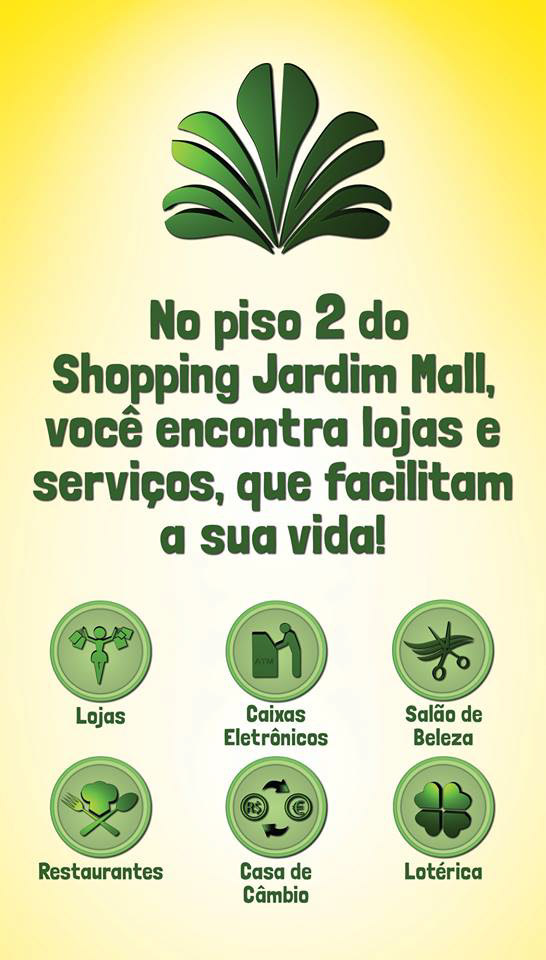 No piso 2 do
Shopping Jardim Mall,
você encontra lojas e
serviços, que facilitam
a sua vida!
ATM
Lojas
Caixas
Eletrônicos
Salão de
Beleza
R$ €
Restaurantes
Casa de
Câmbio
Lotérica